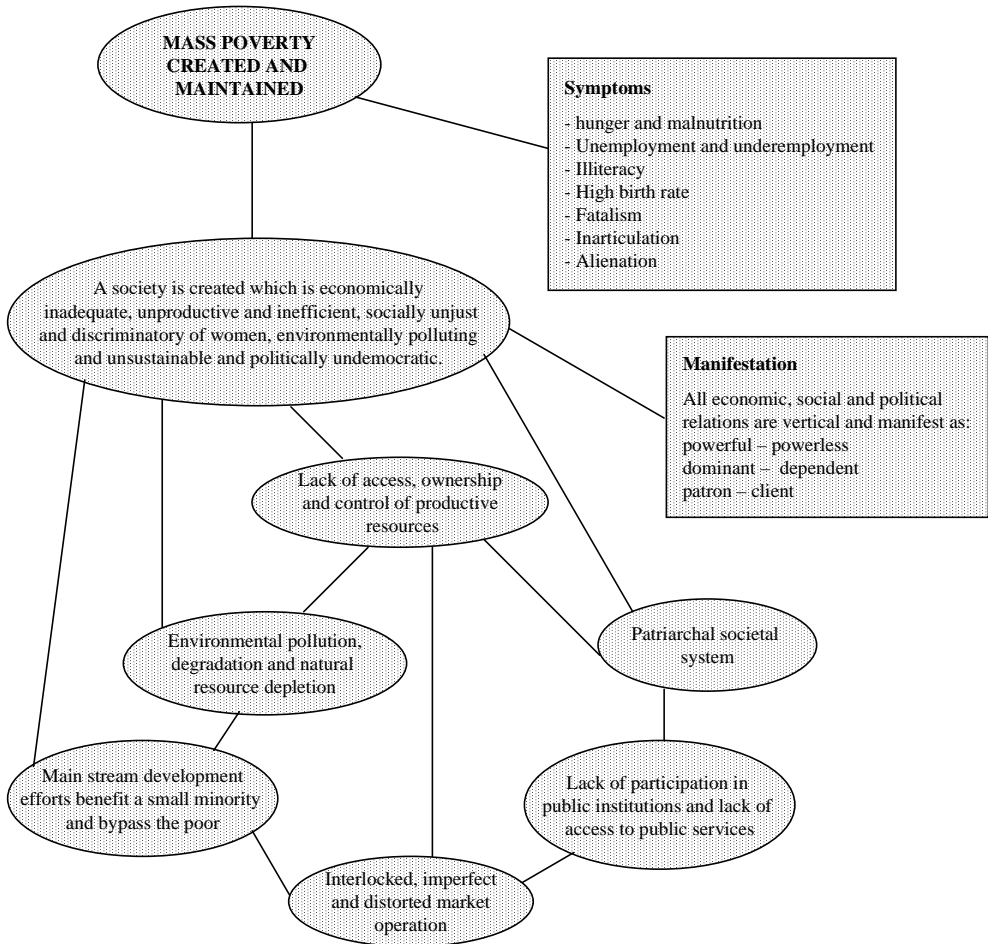 MASS POVERTY
CREATED AND
MAINTAINED
Symptoms
- hunger and malnutrition
- Unemployment and underemployment
- Illiteracy
- High birth rate
- Fatalism
- Inarticulation
- Alienation
A society is created which is economically
inadequate, unproductive and inefficient, socially unjust
and discriminatory of women, environmentally polluting
and unsustainable and politically undemocratic.
Manifestation
All economic, social and political
relations are vertical and manifest as:
powerful – powerless
dominant – dependent
patron – client
Lack of access, ownership
and control of productive
resources
Environmental pollution,
degradation and natural
resource depletion
Patriarchal societal
system
Main stream development
efforts benefit a small minority
and bypass the poor
Lack of participation in
public institutions and lack of
access to public services
Interlocked, imperfect
and distorted market
operation